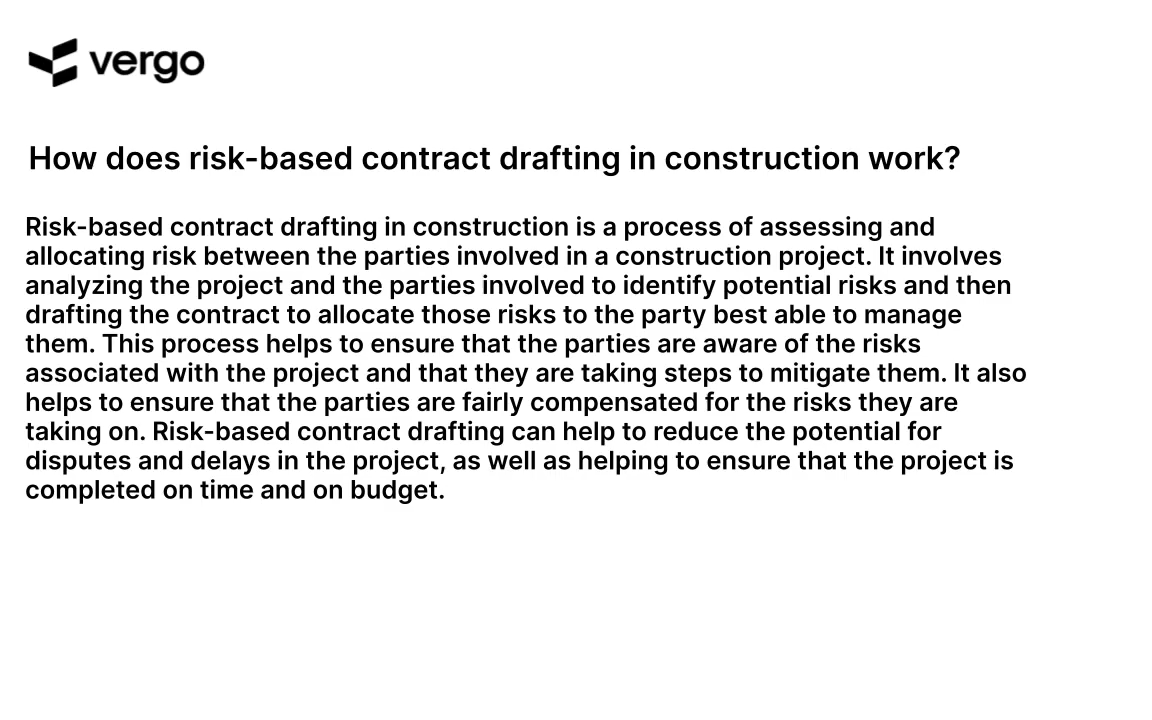 vergo
How does risk-based contract drafting in construction work?
Risk-based contract drafting in construction is a process of assessing and
allocating risk between the parties involved in a construction project. It involves
analyzing the project and the parties involved to identify potential risks and then
drafting the contract to allocate those risks to the party best able to manage
them. This process helps to ensure that the parties are aware of the risks
associated with the project and that they are taking steps to mitigate them. It also
helps to ensure that the parties are fairly compensated for the risks they are
taking on. Risk-based contract drafting can help to reduce the potential for
disputes and delays in the project, as well as helping to ensure that the project is
completed on time and on budget.